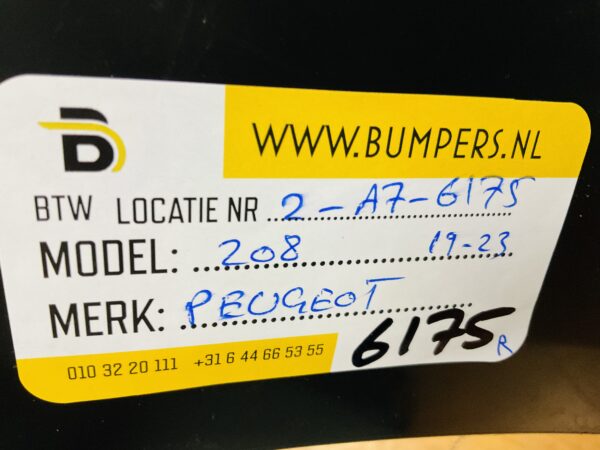 B
WWW.BUMPERS.NL
BTW LOCATIE NR 2-A7-6175
MODEL: 208 19-23
MERK: PEUGEOT
6175 R
010 32 20 111 +31 6 44 66 53 55